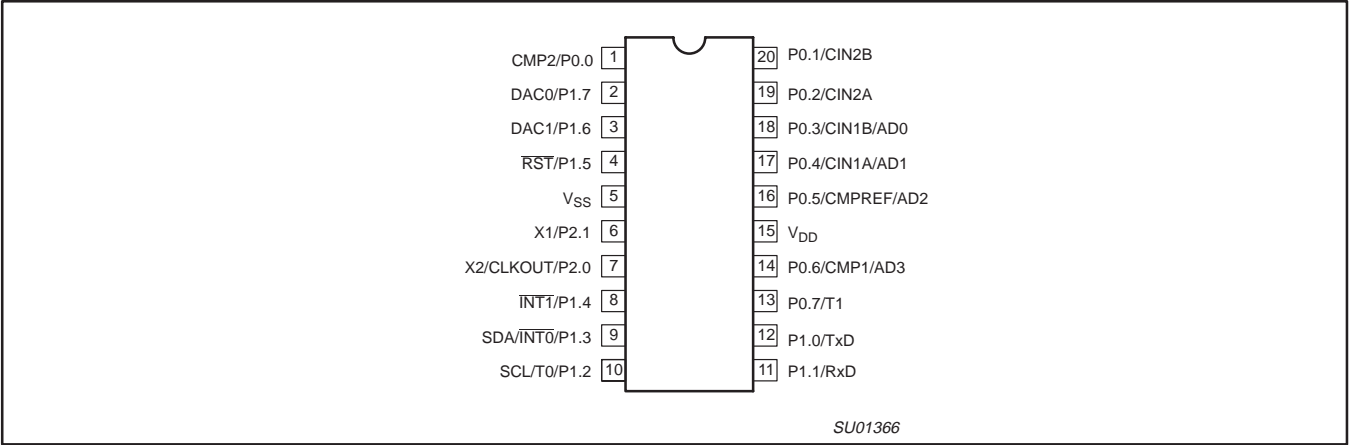 CMP2/P0.0 1 20 P0.1/CIN2B
DAC0/P1.7 2 19 P0.2/CIN2A
DAC1/P1.6 3 18 P0.3/CIN1B/AD0
R̅S̅T̅/P1.5 4 17 P0.4/CIN1A/AD1
VSS 5 16 P0.5/CMPREF/AD2
X1/P2.1 6 15 VDD
X2/CLKOUT/P2.0 7 14 P0.6/CMP1/AD3
I̅N̅T̅1̅/P1.4 8 13 P0.7/T1
SDA/I̅N̅T̅0̅/P1.3 9 12 P1.0/TxD
SCL/T0/P1.2 10 11 P1.1/RxD
SU01366